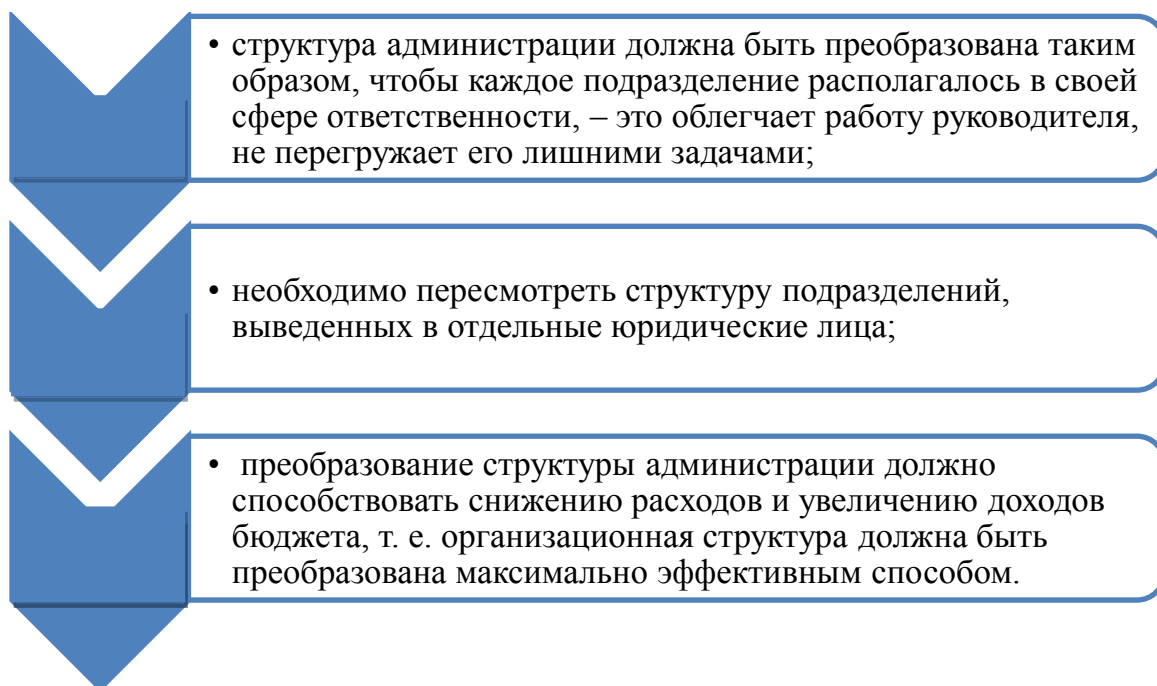 • структура администрации должна быть преобразована таким
образом, чтобы каждое подразделение располагалось в своей
сфере ответственности, – это облегчает работу руководителя,
не перегружает его лишними задачами;
• необходимо пересмотреть структуру подразделений,
выведенных в отдельные юридические лица;
• преобразование структуры администрации должно
способствовать снижению расходов и увеличению доходов
бюджета, т. е. организационная структура должна быть
преобразована максимально эффективным способом.